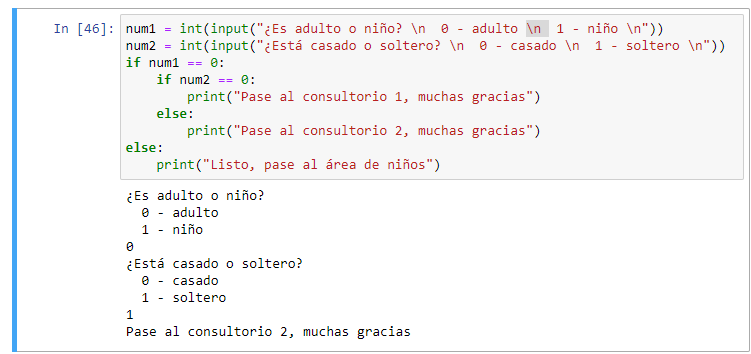 In [46]: num1 = int(input("¿Es adulto o niño? \n  0 - adulto \n  1 - niño \n"))
num2 = int(input("¿Está casado o soltero? \n  0 - casado \n  1 - soltero \n"))
if num1 == 0:
    if num2 == 0:
        print("Pase al consultorio 1, muchas gracias")
    else:
        print("Pase al consultorio 2, muchas gracias")
else:
    print("Listo, pase al área de niños")
¿Es adulto o niño?
  0 - adulto
  1 - niño
0
¿Está casado o soltero?
  0 - casado
  1 - soltero
1
Pase al consultorio 2, muchas gracias